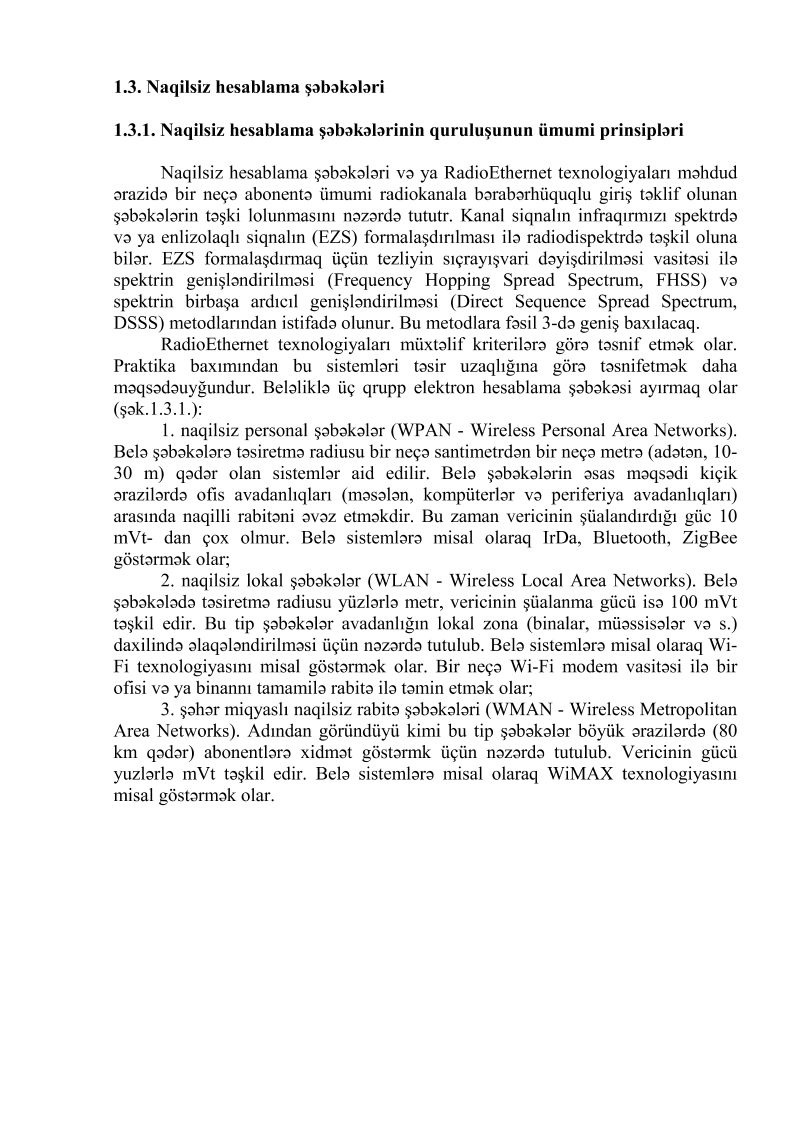 1.3. Naqilsiz hesablama şəbəkələri
1.3.1. Naqilsiz hesablama şəbəkələrinin quruluşunun ümumi prinsipləri
Naqilsiz hesablama şəbəkələri və ya RadioEthernet texnologiyaları məhdud
ərazidə bir neçə abonentə ümumi radiokanala bərabərhüquqlu giriş təklif olunan
şəbəkələrin təşki lolunmasını nəzərdə tututr. Kanal siqnalın infraqırmızı spektrdə
və ya enlizolaqlı siqnalın (EZS) formalaşdırılması ilə radiodispektrdə təşkil oluna
bilər. EZS formalaşdırmaq üçün tezliyin sıçrayışvari dəyişdirilməsi vasitəsi ilə
spektrin genişləndirilməsi (Frequency Hopping Spread Spectrum, FHSS) və
spektrin birbaşa ardıcıl genişləndirilməsi (Direct Sequence Spread Spectrum,
DSSS) metodlarından istifadə olunur. Bu metodlara fəsil 3-də geniş baxılacaq.
RadioEthernet texnologiyaları müxtəlif kriterilərə görə təsnif etmək olar.
Praktika baxımından bu sistemləri təsir uzaqlığına görə təsnifetmək daha
məqsədəuyğundur. Beləliklə üç qrupp elektron hesablama şəbəkəsi ayırmaq olar
(şək.1.3.1.):
1. naqilsiz personal şəbəkələr (WPAN - Wireless Personal Area Networks).
Belə şəbəkələrə təsiretmə radiusu bir neçə santimetrdən bir neçə metrə (adətən, 10-
30 m) qədər olan sistemlər aid edilir. Belə şəbəkələrin əsas məqsədi kiçik
ərazilərdə ofis avadanlıqları (məsələn, kompüterlər və periferiya avadanlıqları)
arasında naqilli rabitəni əvəz etməkdir. Bu zaman vericinin şüalandırdığı güc 10
mVt- dan çox olmur. Belə sistemlərə misal olaraq IrDa, Bluetooth, ZigBee
göstərmək olar;
2. naqilsiz lokal şəbəkələr (WLAN - Wireless Local Area Networks). Belə
şəbəkələdə təsiretmə radiusu yüzlərlə metr, vericinin şüalanma gücü isə 100 mVt
təşkil edir. Bu tip şəbəkələr avadanlığın lokal zona (binalar, müəssisələr və s.)
daxilində əlaqələndirilməsi üçün nəzərdə tutulub. Belə sistemlərə misal olaraq Wi-
Fi texnologiyasını misal göstərmək olar. Bir neçə Wi-Fi modem vasitəsi ilə bir
ofisi və ya binannı tamamilə rabitə ilə təmin etmək olar;
3. şəhər miqyaslı naqilsiz rabitə şəbəkələri (WMAN - Wireless Metropolitan
Area Networks). Adından göründüyü kimi bu tip şəbəkələr böyük ərazilərdə (80
km qədər) abonentlərə xidmət göstərmk üçün nəzərdə tutulub. Vericinin gücü
yuzlərlə mVt təşkil edir. Belə sistemlərə misal olaraq WiMAX texnologiyasını
misal göstərmək olar.